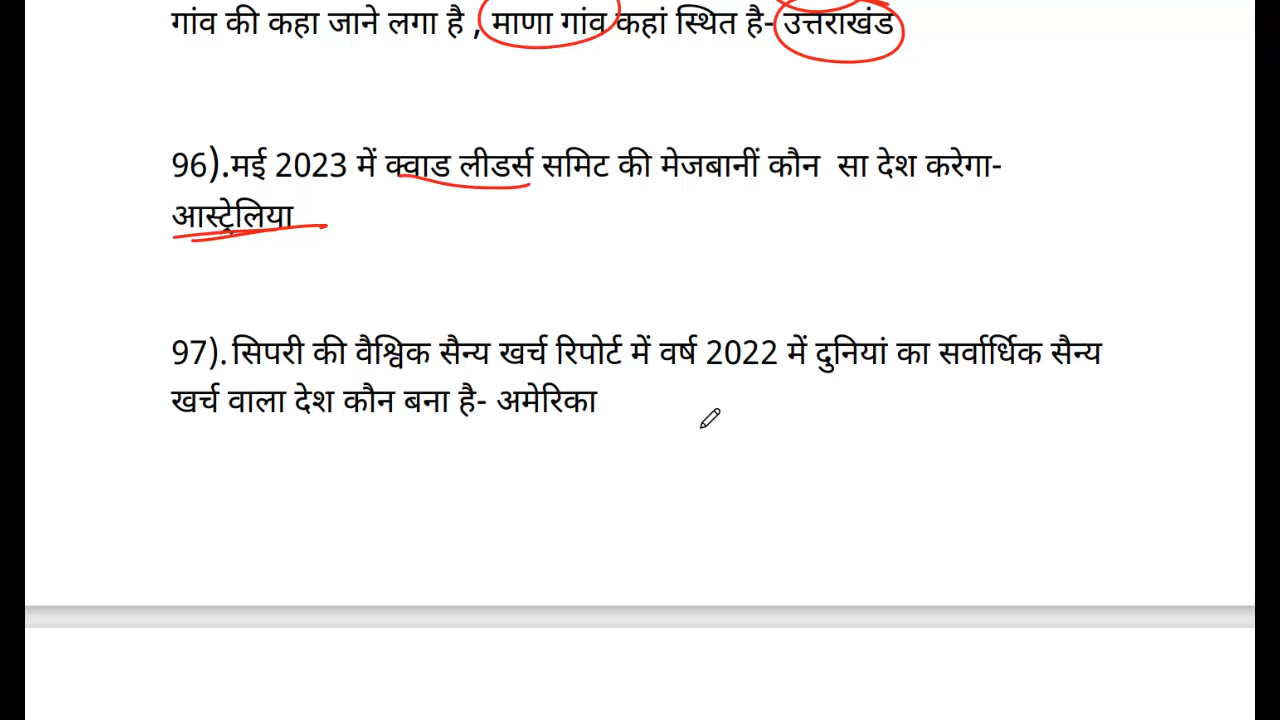 गांव की कहा जाने लगा है , माणा गांव कहां स्थित है- उत्तराखंड
96).मई 2023 में क्वाड लीडर्स समिट की मेजबानीं कौन सा देश करेगा-
आस्ट्रेलिया
97). सिपरी की वैश्विक सैन्य खर्च रिपोर्ट में वर्ष 2022 में दुनियां का सर्वार्धिक सैन्य
खर्च वाला देश कौन बना है- अमेरिका